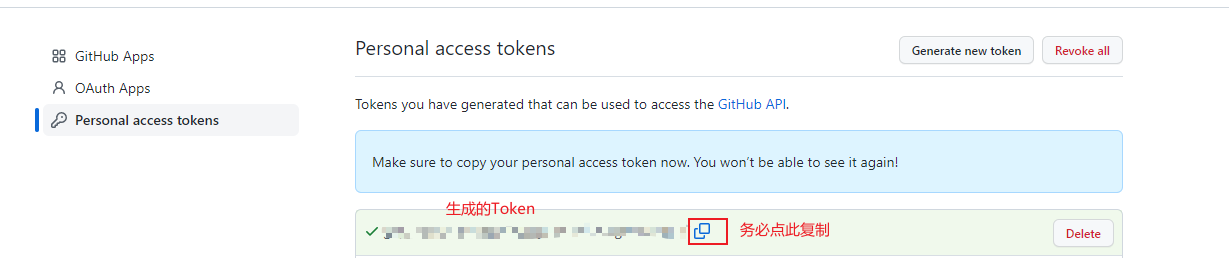 GitHub Apps
OAuth Apps
Personal access tokens
Personal access tokens
Generate new token
Revoke all
Tokens you have generated that can be used to access the GitHub API.
Make sure to copy your personal access token now. You won’t be able to see it again!
生成的Token
务必点此复制
Delete